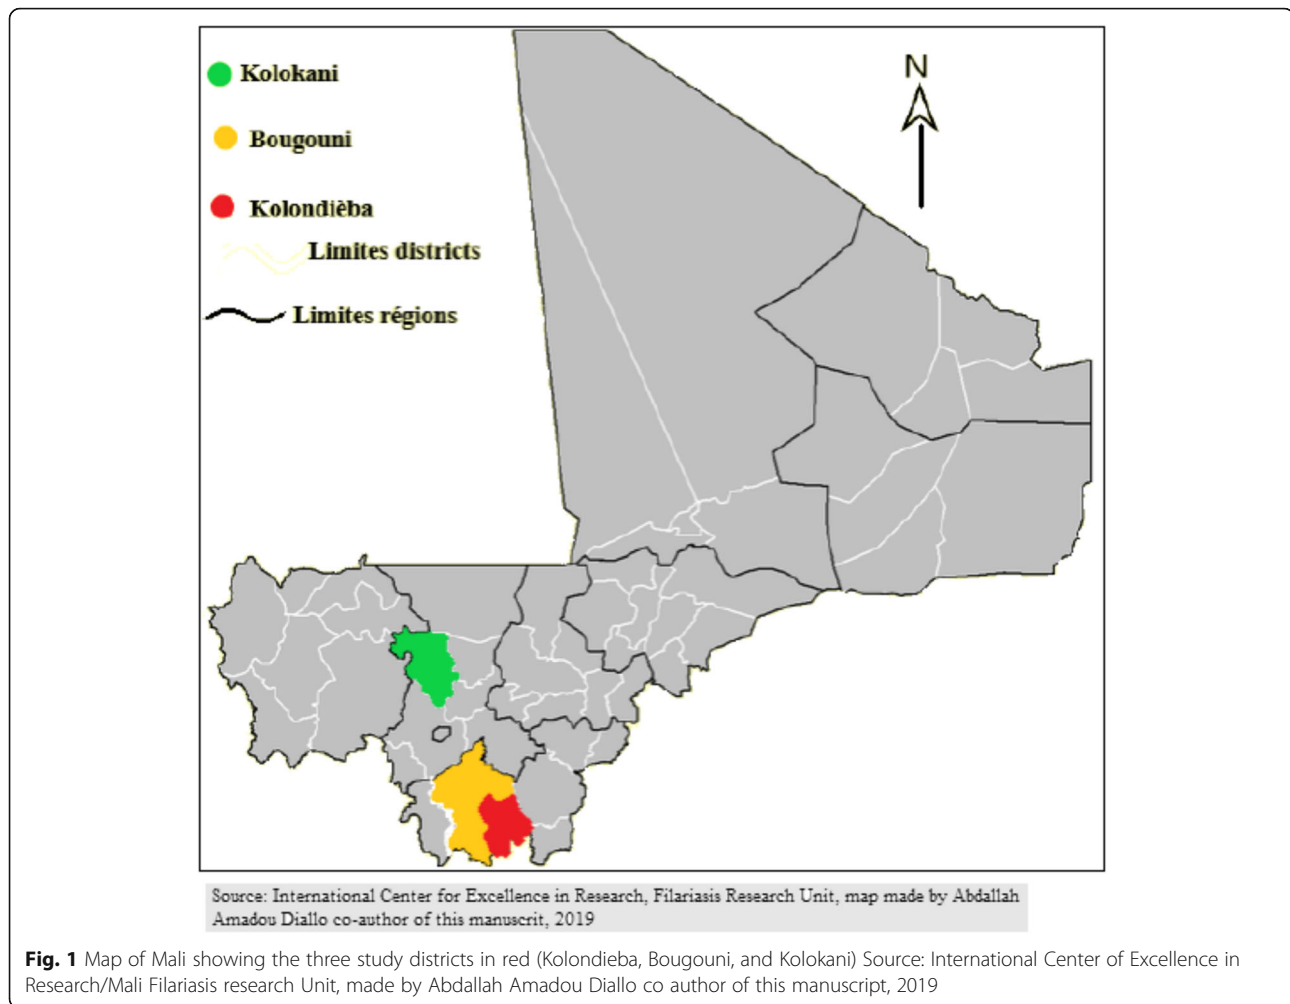 N
Kolokani
Bougouni
Kolondièba
Limites districts
Limites régions
Source: International Center for Excellence in Research, Filariasis Research Unit, map made by Abdallah
Amadou Diallo co-author of this manuscrit, 2019
Fig. 1 Map of Mali showing the three study districts in red (Kolondieba, Bougouni, and Kolokani) Source: International Center of Excellence in
Research/Mali Filariasis research Unit, made by Abdallah Amadou Diallo co author of this manuscript, 2019